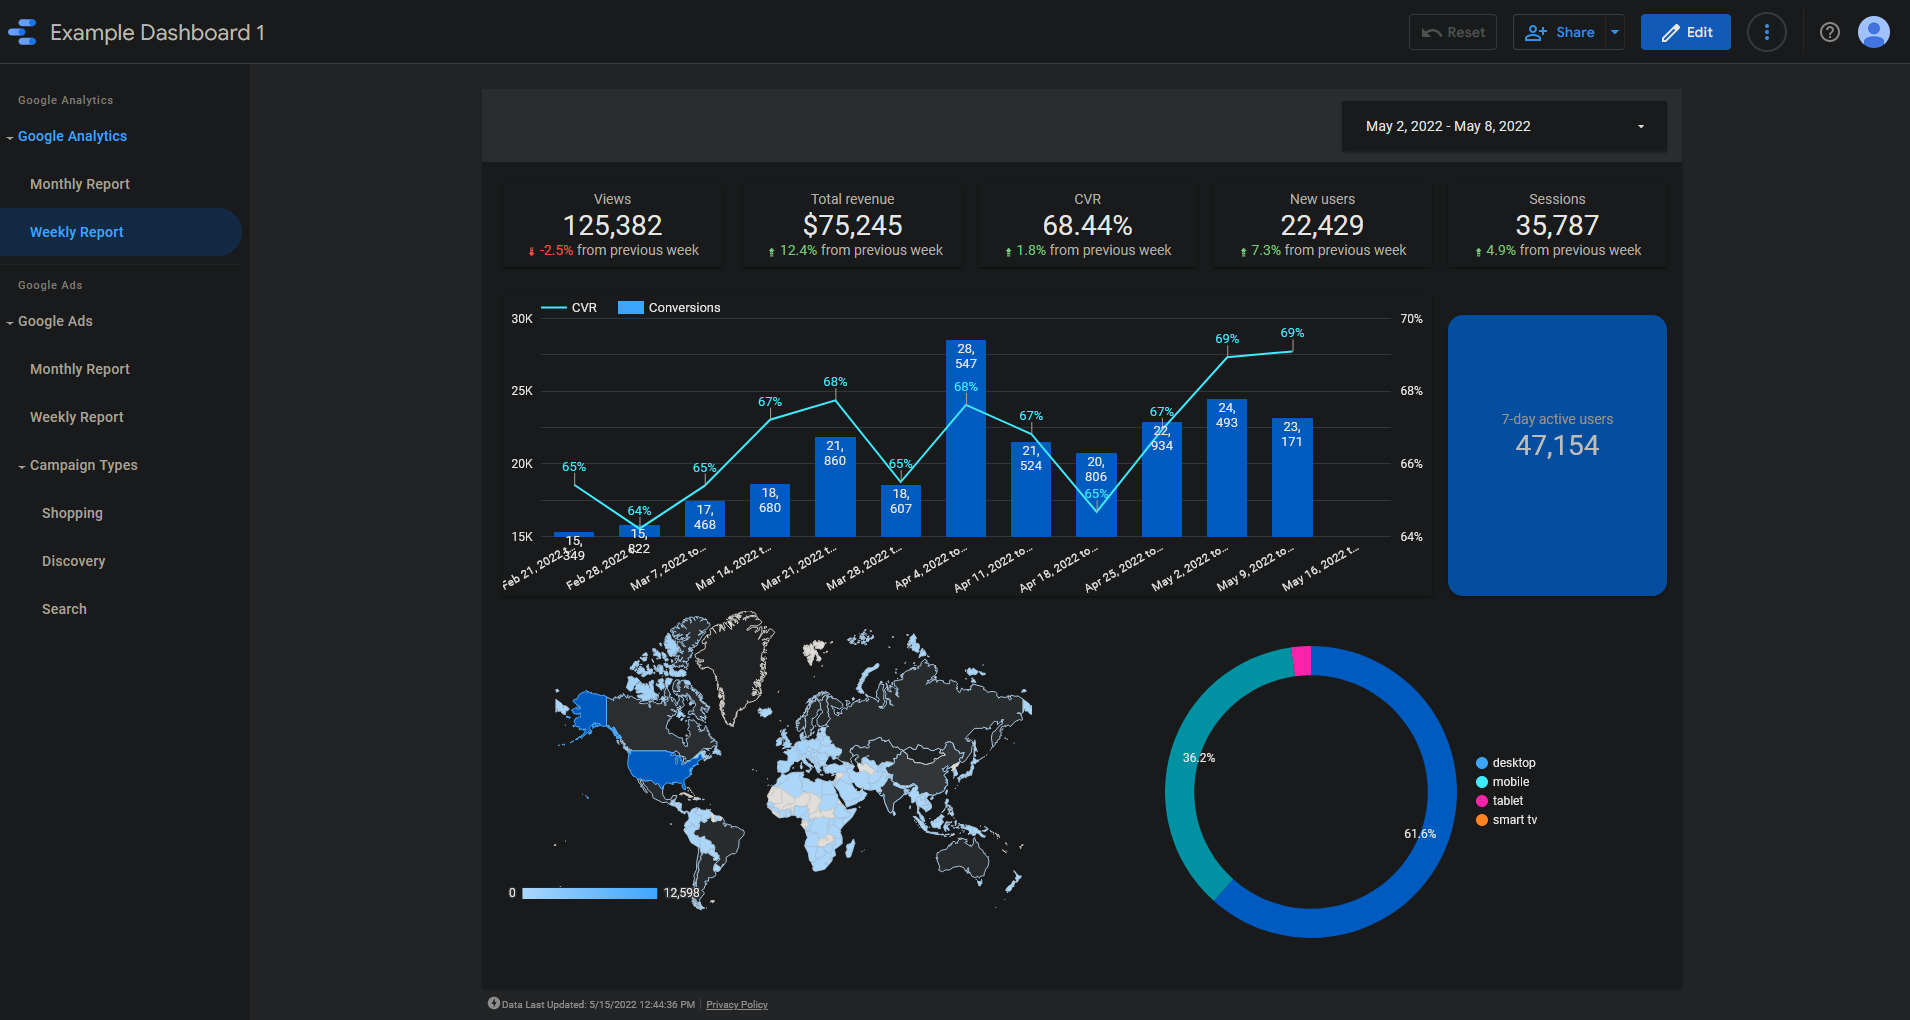 Example Dashboard 1
Reset
Share
Edit
Google Analytics
Google Analytics
Monthly Report
Weekly Report
Google Ads
Google Ads
Monthly Report
Weekly Report
Campaign Types
Shopping
Discovery
Search
May 2, 2022 - May 8, 2022
Views
125,382
-2.5% from previous week
Total revenue
$75,245
12.4% from previous week
CVR
68.44%
1.8% from previous week
New users
22,429
7.3% from previous week
Sessions
35,787
4.9% from previous week
CVR
Conversions
30K
25K
20K
15K
70%
68%
66%
64%
65%
64%
65%
67%
68%
65%
68%
67%
65%
67%
69%
69%
15,
349
15,
822
17,
468
18,
680
21,
860
18,
607
28,
547
21,
524
20,
806
22,
934
24,
493
23,
171
Feb 21, 2022 t...
Feb 28, 2022 t...
Mar 7, 2022 to...
Mar 14, 2022 t...
Mar 21, 2022 t...
Mar 28, 2022 t...
Apr 4, 2022 to...
Apr 11, 2022 to...
Apr 18, 2022 to...
Apr 25, 2022 to...
May 2, 2022 to...
May 9, 2022 to...
May 16, 2022 t...
7-day active users
47,154
0
12,598
36.2%
61.6%
desktop
mobile
tablet
smart tv
Data Last Updated: 5/15/2022 12:44:36 PM
Privacy Policy